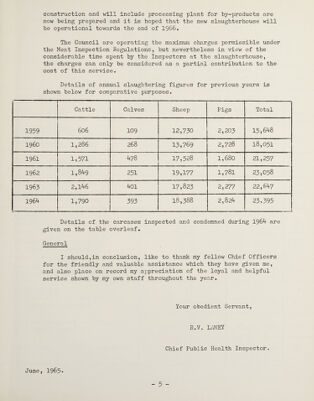 construction and will include processing plant for by-products are
now being prepared and it is hoped that the new slaughterhouse will
be operational towards the end of 1966.
The Council are operating the maximum charges permissible under
the Meat Inspection Regulations, but nevertheless in view of the
considerable time spent by the Inspectors at the slaughterhouse,
the charges can only be considered as a partial contribution to the
cost of this service.
Details of annual slaughtering figures for previous years is
shown below for comparative purposes.
Cattle Calves Sheep Pigs Total
1959 606 109 12,730 2,203 15,648
1960 1,286 268 13,769 2,728 18,051
1961 1,571 478 17,528 1,680 21,257
1962 1,849 251 19,177 1,781 23,058
1963 2,146 401 17,823 2,277 22,647
1964 1,790 393 18,388 2,824 23,395
Details of the carcases inspected and condemned during 1964 are
given on the table overleaf.
General
I should, in conclusion, like to thank my fellow Chief Officers
for the friendly and valuable assistance which they have given me,
and also place on record my appreciation of the loyal and helpful
service shown by my own staff throughout the year.
Your obedient Servant,
R.V. LANEY
Chief Public Health Inspector.
June, 1965.
- 5 -